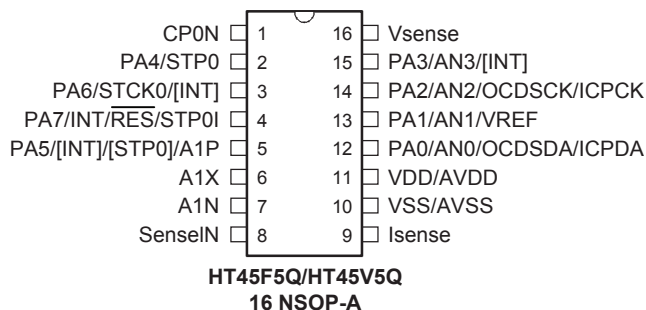 CP0N 1 16 Vsense
PA4/STP0 2 15 PA3/AN3/[INT]
PA6/STCK0/[INT] 3 14 PA2/AN2/OCDSCK/ICPCK
PA7/INT/RES/STP0I 4 13 PA1/AN1/VREF
PA5/[INT]/[STP0]/A1P 5 12 PA0/AN0/OCDSDA/ICPDA
A1X 6 11 VDD/AVDD
A1N 7 10 VSS/AVSS
SenseIN 8 9 Isense
HT45F5Q/HT45V5Q
16 NSOP-A